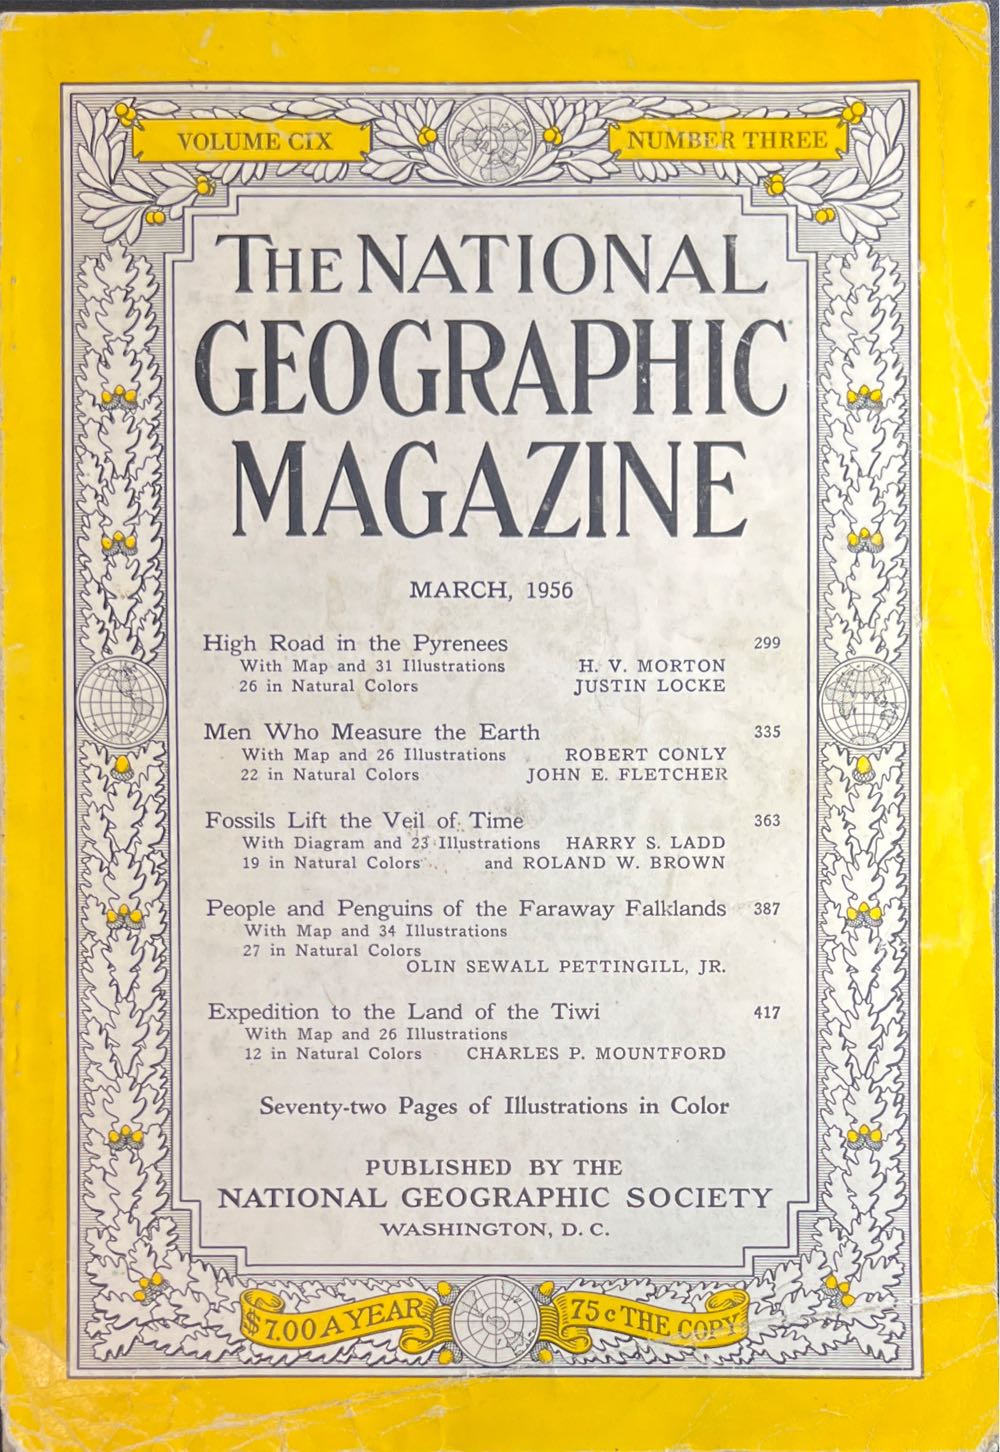 VOLUME CIX
NUMBER THREE
THE NATIONAL
GEOGRAPHIC
MAGAZINE
MARCH, 1956
High Road in the Pyrenees 299
With Map and 31 Illustrations H. V. MORTON
26 in Natural Colors JUSTIN LOCKE
Men Who Measure the Earth 335
With Map and 26 Illustrations ROBERT CONLY
22 in Natural Colors JOHN E. FLETCHER
Fossils Lift the Veil of Time 363
With Diagram and 23 Illustrations HARRY S. LADD
19 in Natural Colors and ROLAND W. BROWN
People and Penguins of the Faraway Falklands 387
With Map and 34 Illustrations
27 in Natural Colors
OLIN SEWALL PETTINGILL, JR.
Expedition to the Land of the Tiwi 417
With Map and 26 Illustrations
12 in Natural Colors CHARLES P. MOUNTFORD
Seventy-two Pages of Illustrations in Color
PUBLISHED BY THE
NATIONAL GEOGRAPHIC SOCIETY
WASHINGTON, D. C.
$7.00 A YEAR
75c THE COPY